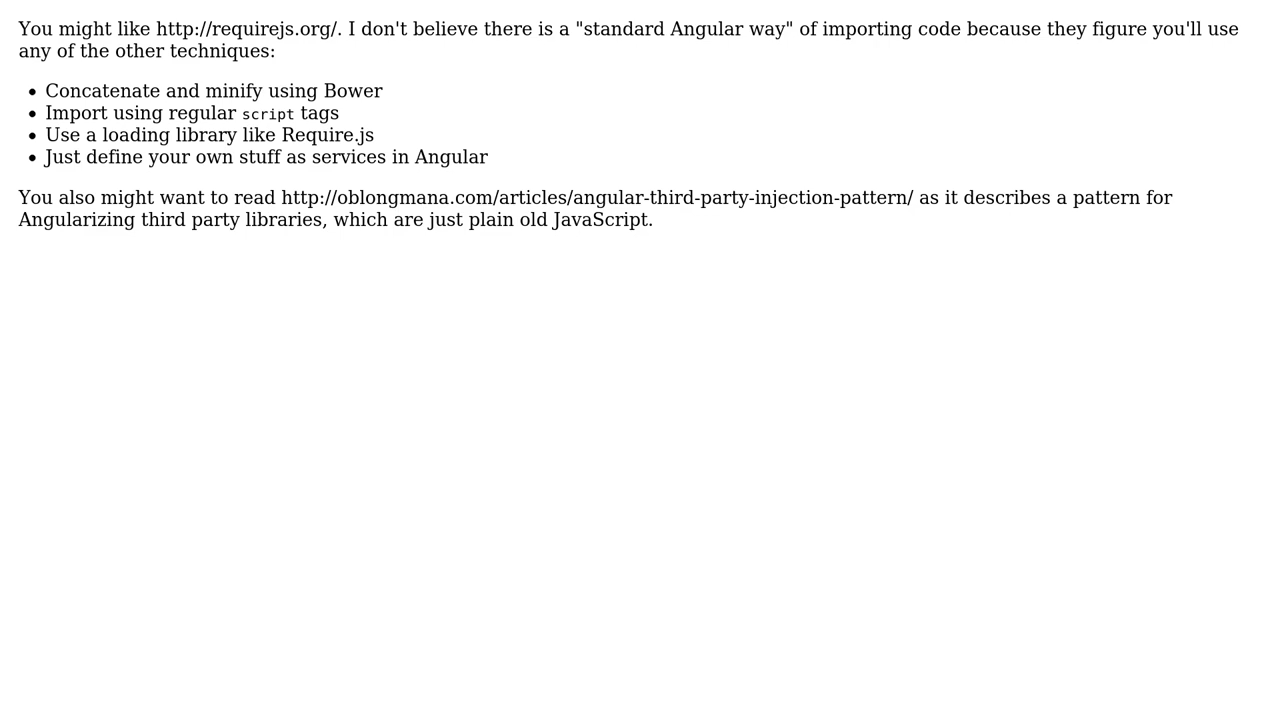 You might like http://requirejs.org/. I don't believe there is a "standard Angular way" of importing code because they figure you'll use
any of the other techniques:
• Concatenate and minify using Bower
• Import using regular script tags
• Use a loading library like Require.js
• Just define your own stuff as services in Angular
You also might want to read http://oblongmana.com/articles/angular-third-party-injection-pattern/ as it describes a pattern for
Angularizing third party libraries, which are just plain old JavaScript.